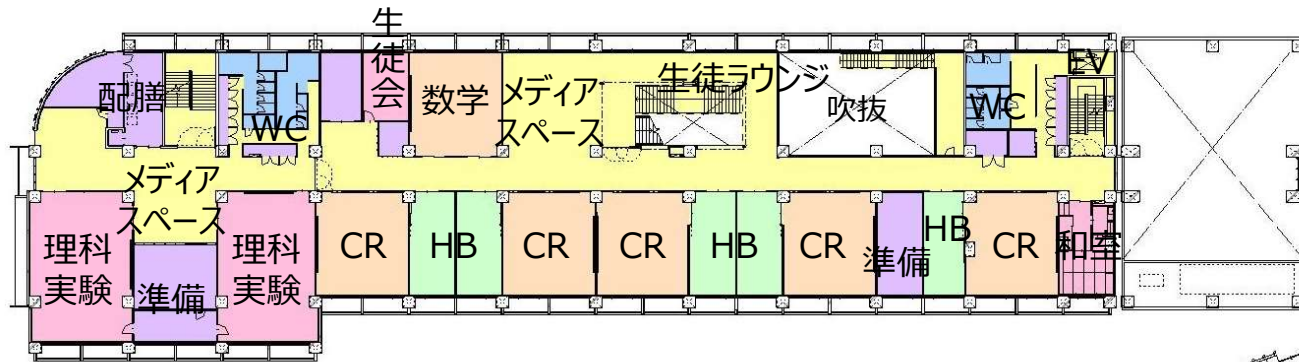 生徒会
配膳
WC
数学
メディア
スペース
生徒ラウンジ
吹抜
WC
EV
メディア
スペース
理科
実験
準備
理科
実験
CR
HB
CR
CR
HB
CR
準備
HB
CR
和室